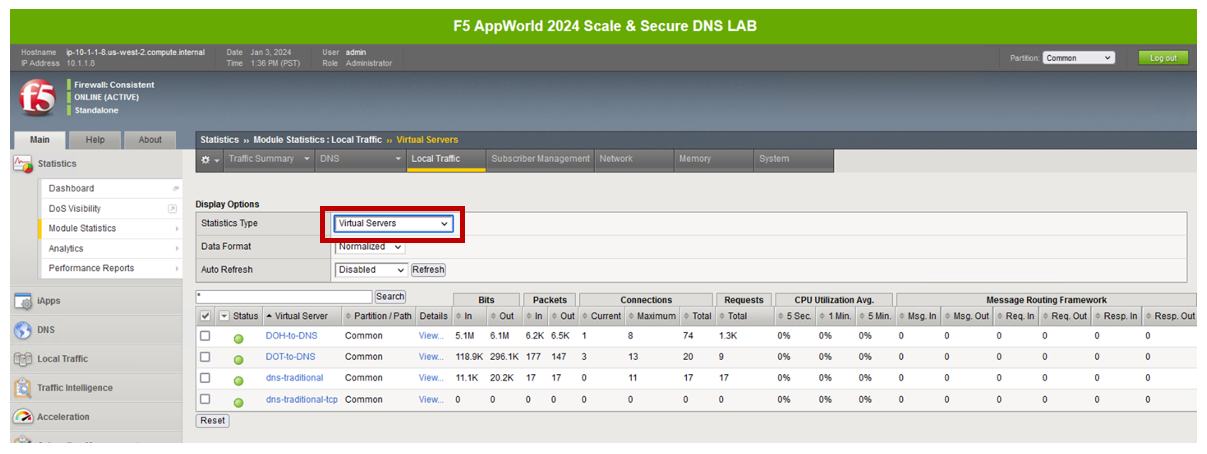 F5 AppWorld 2024 Scale & Secure DNS LAB
Hostname ip-10-1-1-8.us-west-2.compute.internal Date Jan 3, 2024 User admin
IP Address 10.1.1.8 Time 1:36 PM (PST) Role Administrator
Partition: Common Log out
f5
Firewall: Consistent
ONLINE (ACTIVE)
Standalone
Main Help About
Statistics ›› Module Statistics : Local Traffic ›› Virtual Servers
Traffic Summary DNS Local Traffic Subscriber Management Network Memory System
Statistics
Dashboard
DoS Visibility
Module Statistics
Analytics
Performance Reports
iApps
DNS
Local Traffic
Traffic Intelligence
Acceleration
Display Options
Statistics Type Virtual Servers
Data Format Normalized
Auto Refresh Disabled Refresh
* Search
Bits Packets Connections Requests CPU Utilization Avg. Message Routing Framework
Status Virtual Server Partition / Path Details In Out In Out Current Maximum Total Total 5 Sec. 1 Min. 5 Min. Msg. In Msg. Out Req. In Req. Out Resp. In Resp. Out
DOH-to-DNS Common View... 5.1M 6.1M 6.2K 6.5K 1 8 74 1.3K 0% 0% 0% 0 0 0 0 0 0
DOT-to-DNS Common View... 118.9K 296.1K 177 147 3 13 20 9 0% 0% 0% 0 0 0 0 0 0
dns-traditional Common View... 11.1K 20.2K 17 17 0 11 17 17 0% 0% 0% 0 0 0 0 0 0
dns-traditional-tcp Common View... 0 0 0 0 0 0 0 0 0% 0% 0% 0 0 0 0 0 0
Reset